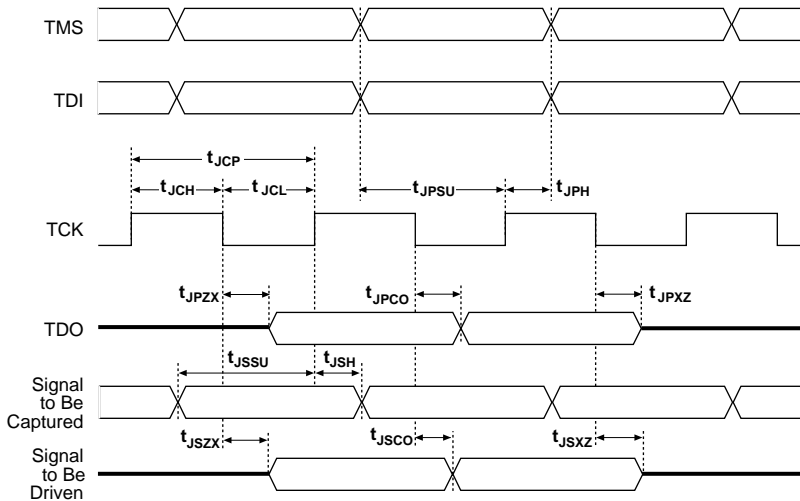 TMS
TDI
tJCP
tJCH
tJCL
tJPSU
tJPH
TCK
tJPZX
tJPCO
tJPXZ
TDO
tJSSU
tJSH
Signal
to Be
Captured
tJSZX
tJSCO
tJSXZ
Signal
to Be
Driven